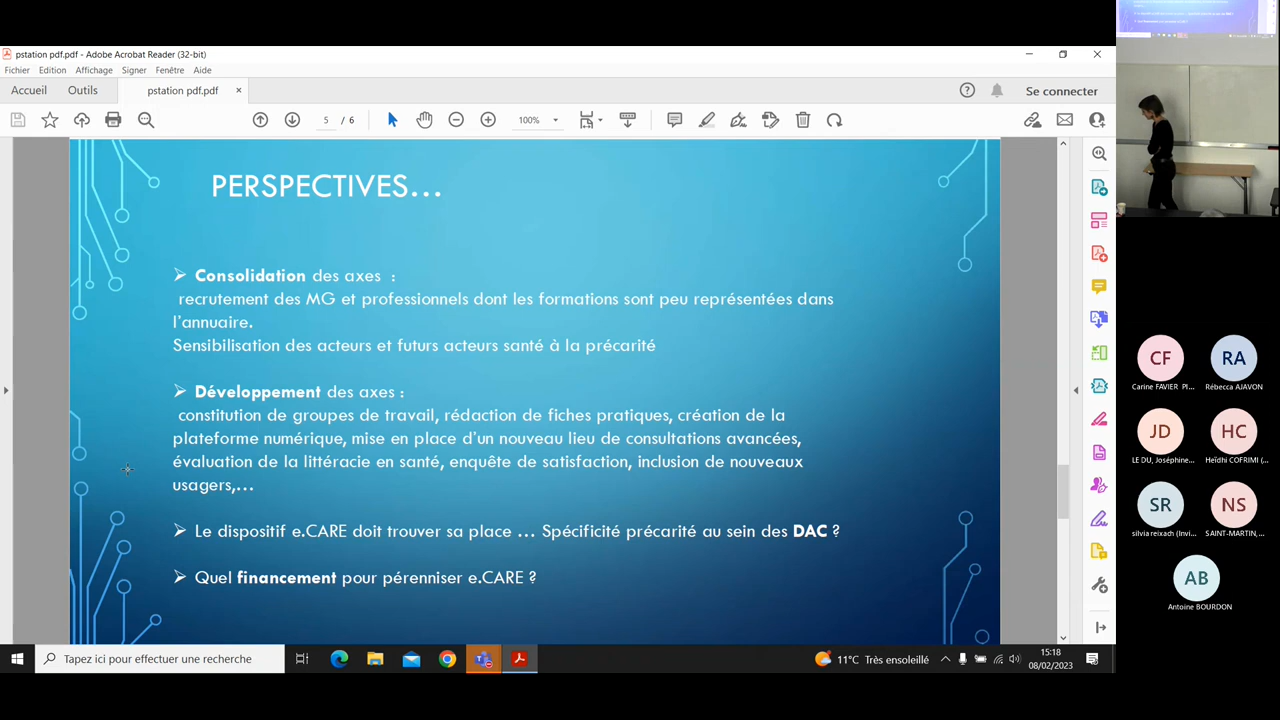 pstation pdf.pdf - Adobe Acrobat Reader (32-bit)
Fichier Edition Affichage Signer Fenêtre Aide
Accueil Outils pstation pdf.pdf × Se connecter
5 / 6 100%
PERSPECTIVES…
➢ Consolidation des axes :
recrutement des MG et professionnels dont les formations sont peu représentées dans
l'annuaire.
Sensibilisation des acteurs et futurs acteurs santé à la précarité
➢ Développement des axes :
constitution de groupes de travail, rédaction de fiches pratiques, création de la
plateforme numérique, mise en place d'un nouveau lieu de consultations avancées,
évaluation de la littéracie en santé, enquête de satisfaction, inclusion de nouveaux
usagers,…
➢ Le dispositif e.CARE doit trouver sa place … Spécificité précarité au sein des DAC ?
➢ Quel financement pour pérenniser e.CARE ?
CF RA
Carine FAVIER PI... Rébecca AJAVON
JD HC
LE DU, Joséphine... Heïdhi COFRIMI (...
SR NS
silvia reixach (Invi... SAINT-MARTIN,...
AB
Antoine BOURDON
Tapez ici pour effectuer une recherche
11°C Très ensoleillé
15:18
08/02/2023